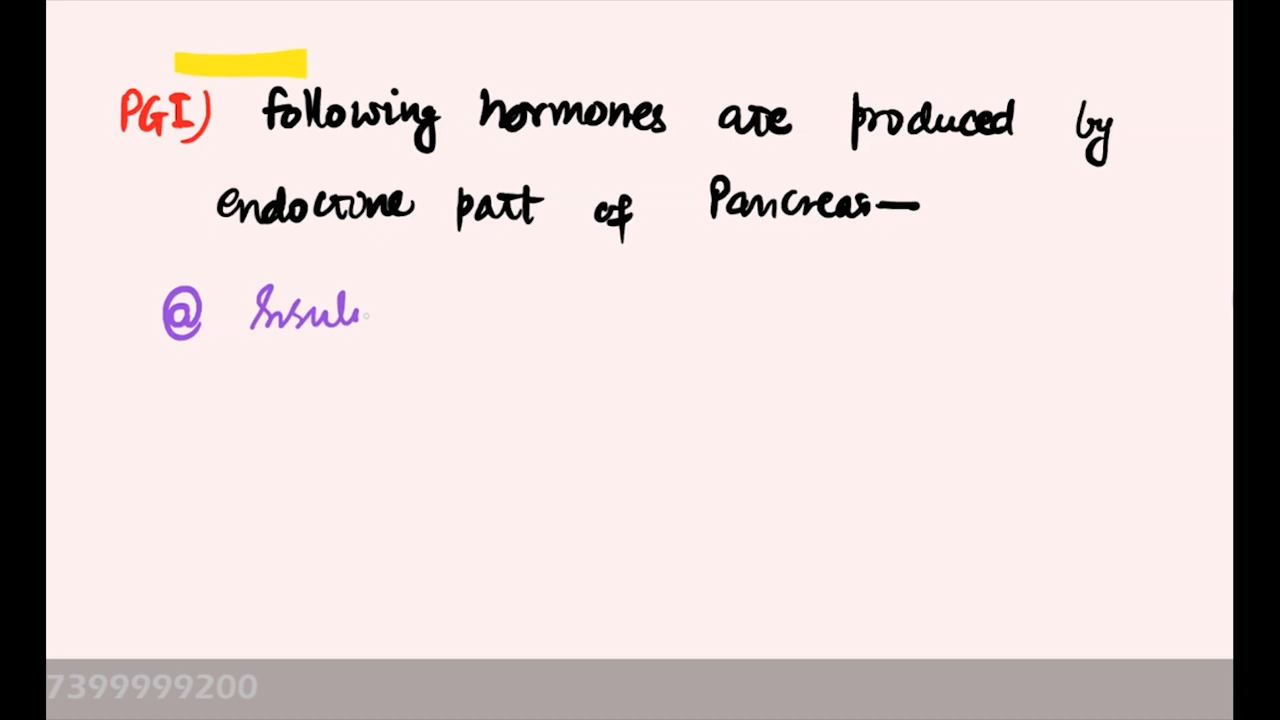 PGI) following hormones are produced by
endocrine part of Pancreas—
@ Insuli
7399999200